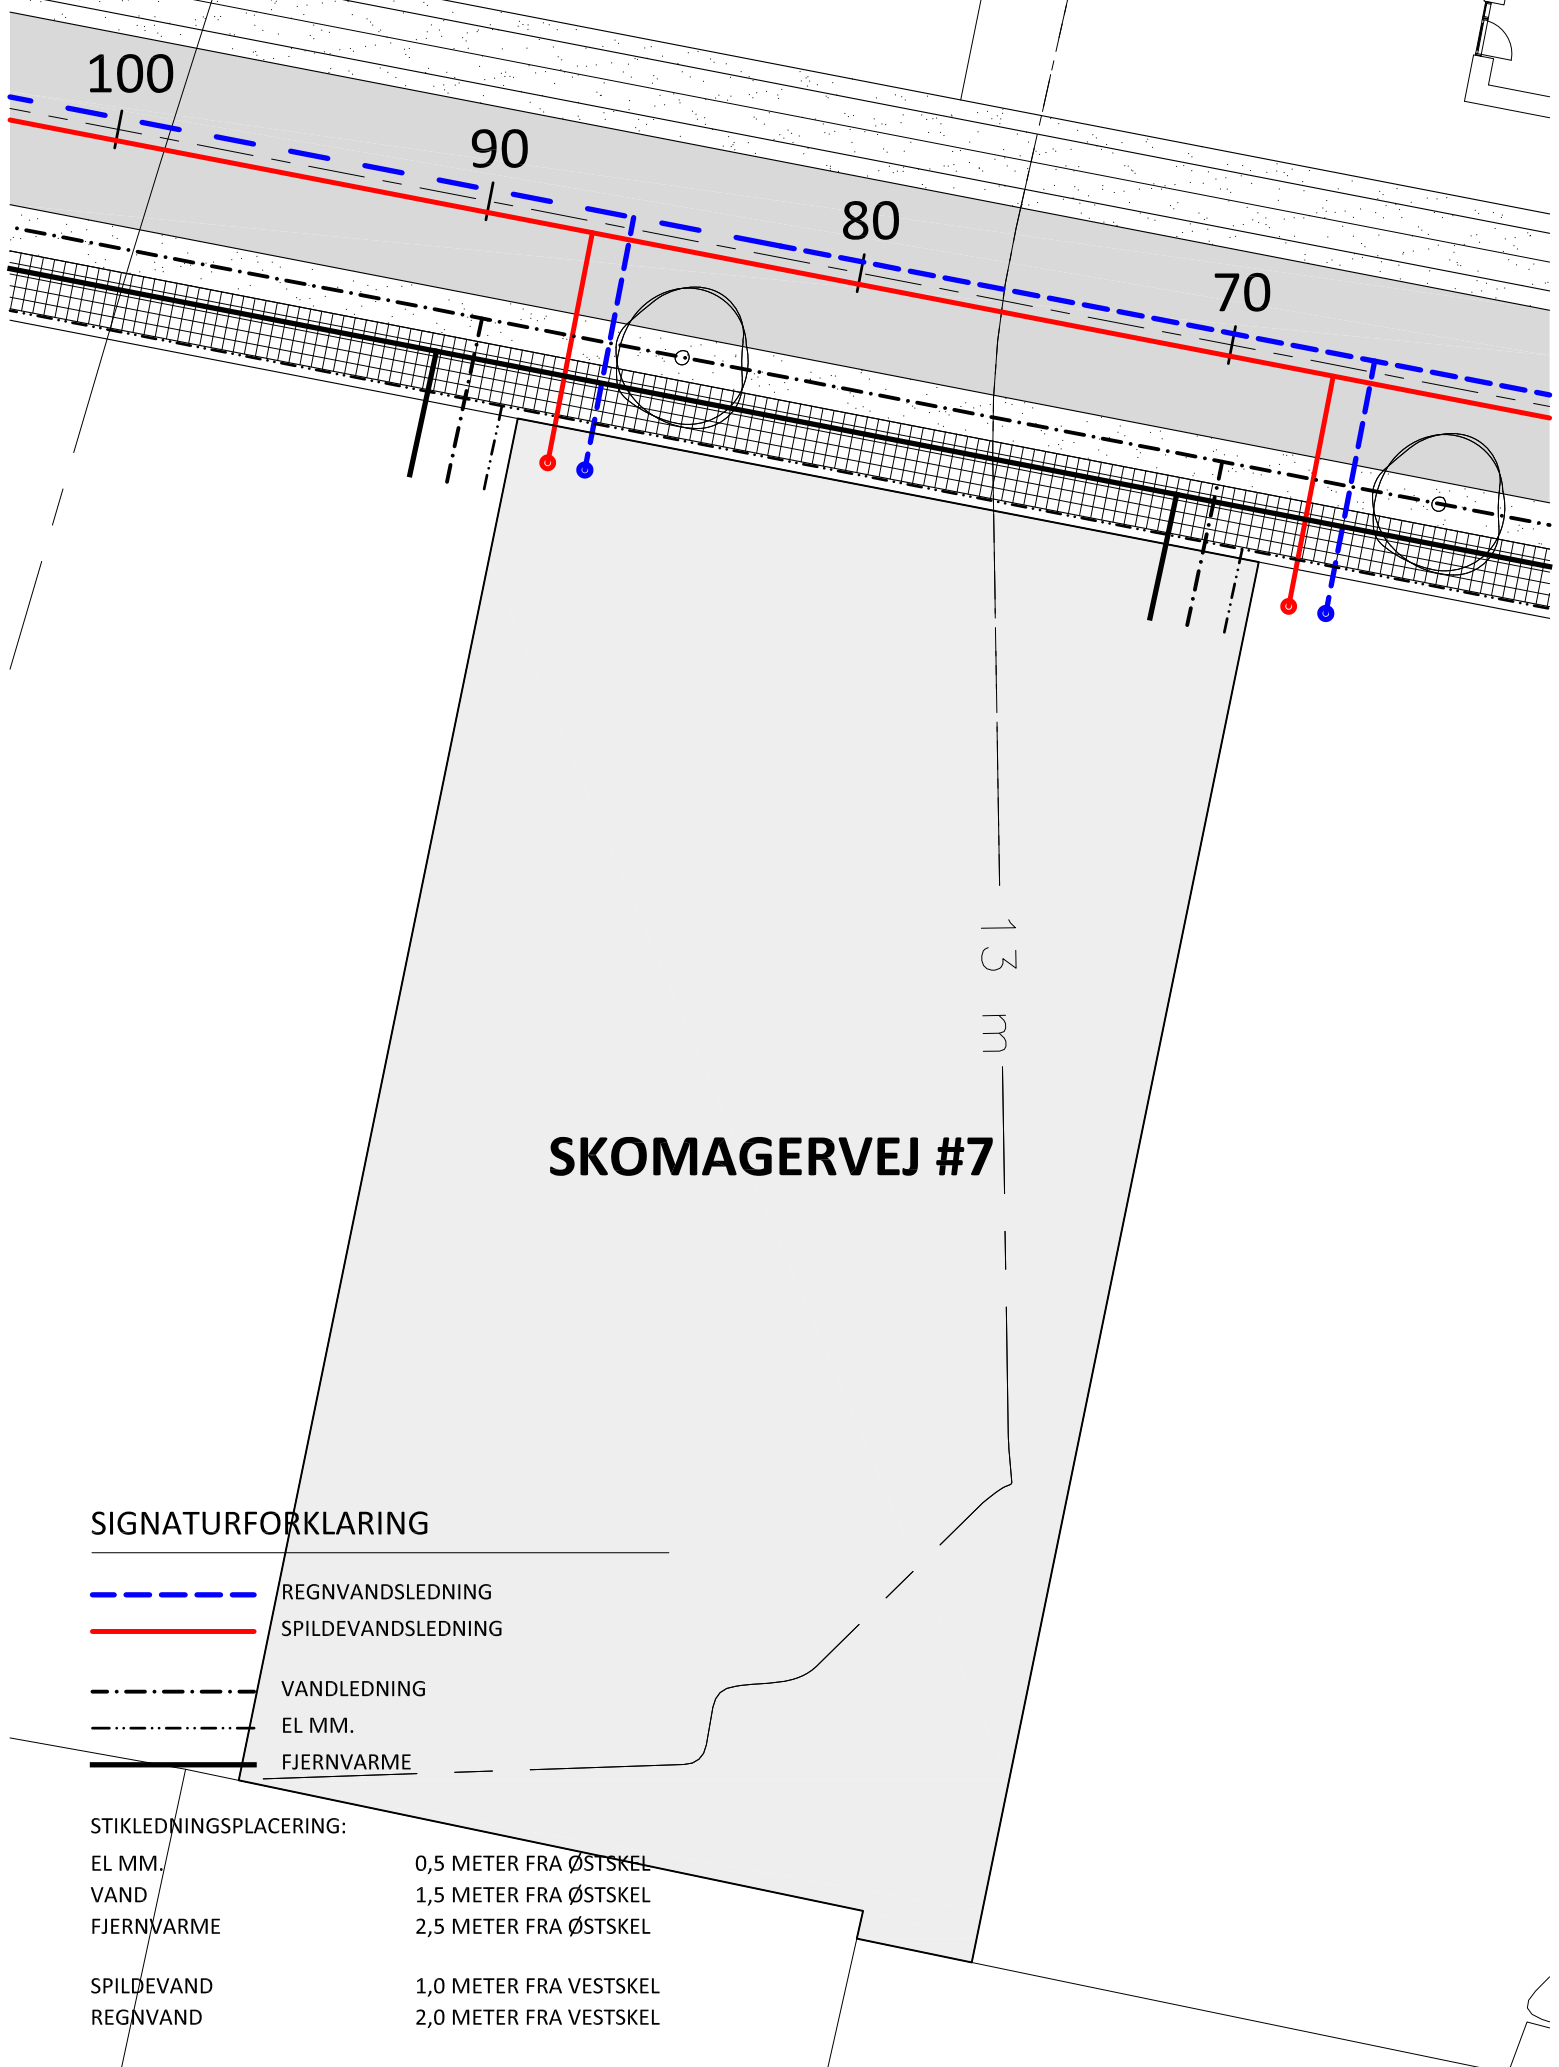 100
90
80
70
13 m
SKOMAGERVEJ #7
SIGNATURFORKLARING
REGNVANDSLEDNING
SPILDEVANDSLEDNING
VANDLEDNING
EL MM.
FJERNVARME
STIKLEDNINGSPLACERING:
EL MM. 0,5 METER FRA ØSTSKEL
VAND 1,5 METER FRA ØSTSKEL
FJERNVARME 2,5 METER FRA ØSTSKEL
SPILDEVAND 1,0 METER FRA VESTSKEL
REGNVAND 2,0 METER FRA VESTSKEL